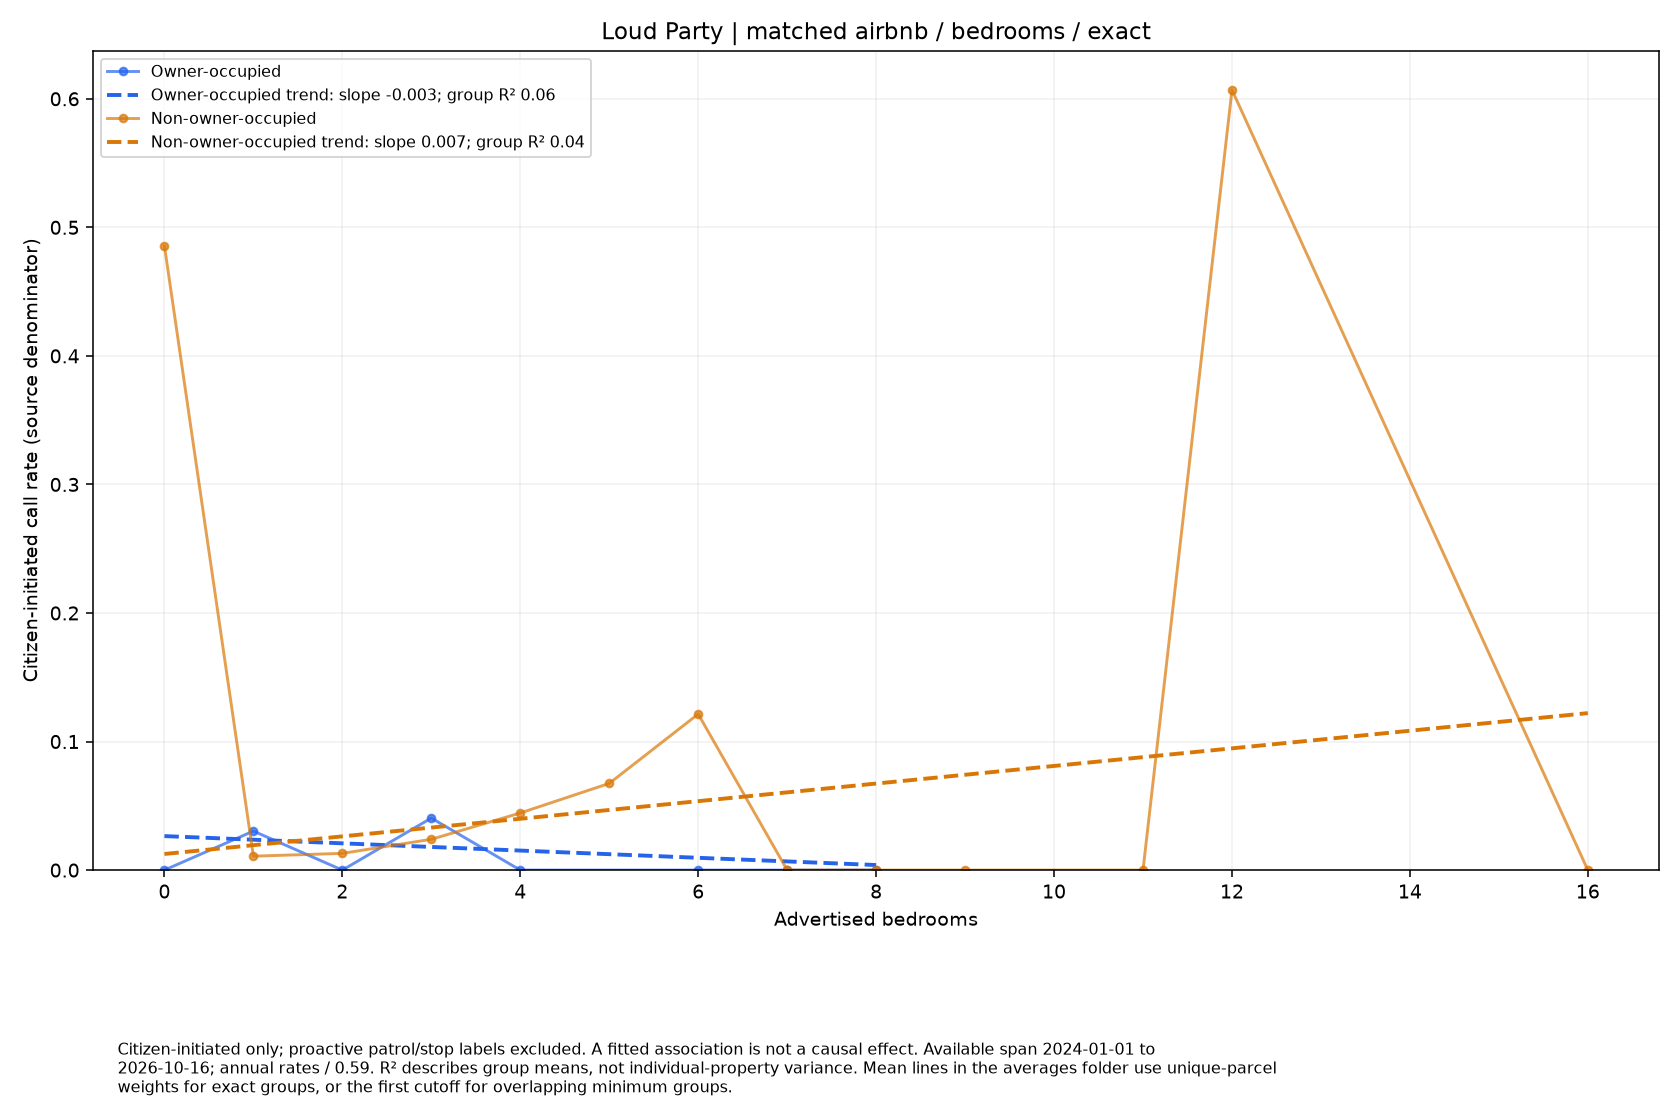 Loud Party | matched airbnb / bedrooms / exact
Owner-occupied
Owner-occupied trend: slope -0.003; group R² 0.06
Non-owner-occupied
Non-owner-occupied trend: slope 0.007; group R² 0.04
Citizen-initiated call rate (source denominator)
0.6
0.5
0.4
0.3
0.2
0.1
0.0
0 2 4 6 8 10 12 14 16
Advertised bedrooms
Citizen-initiated only; proactive patrol/stop labels excluded. A fitted association is not a causal effect. Available span 2024-01-01 to
2026-10-16; annual rates / 0.59. R² describes group means, not individual-property variance. Mean lines in the averages folder use unique-parcel
weights for exact groups, or the first cutoff for overlapping minimum groups.